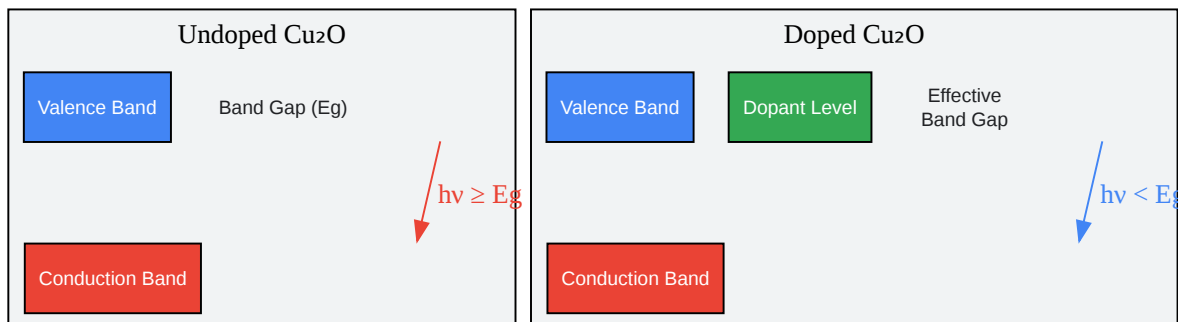 Undoped Cu₂O
Valence Band
Band Gap (Eg)
hν ≥ Eg
Conduction Band
Doped Cu₂O
Valence Band
Dopant Level
Effective
Band Gap
hν < Eg
Conduction Band